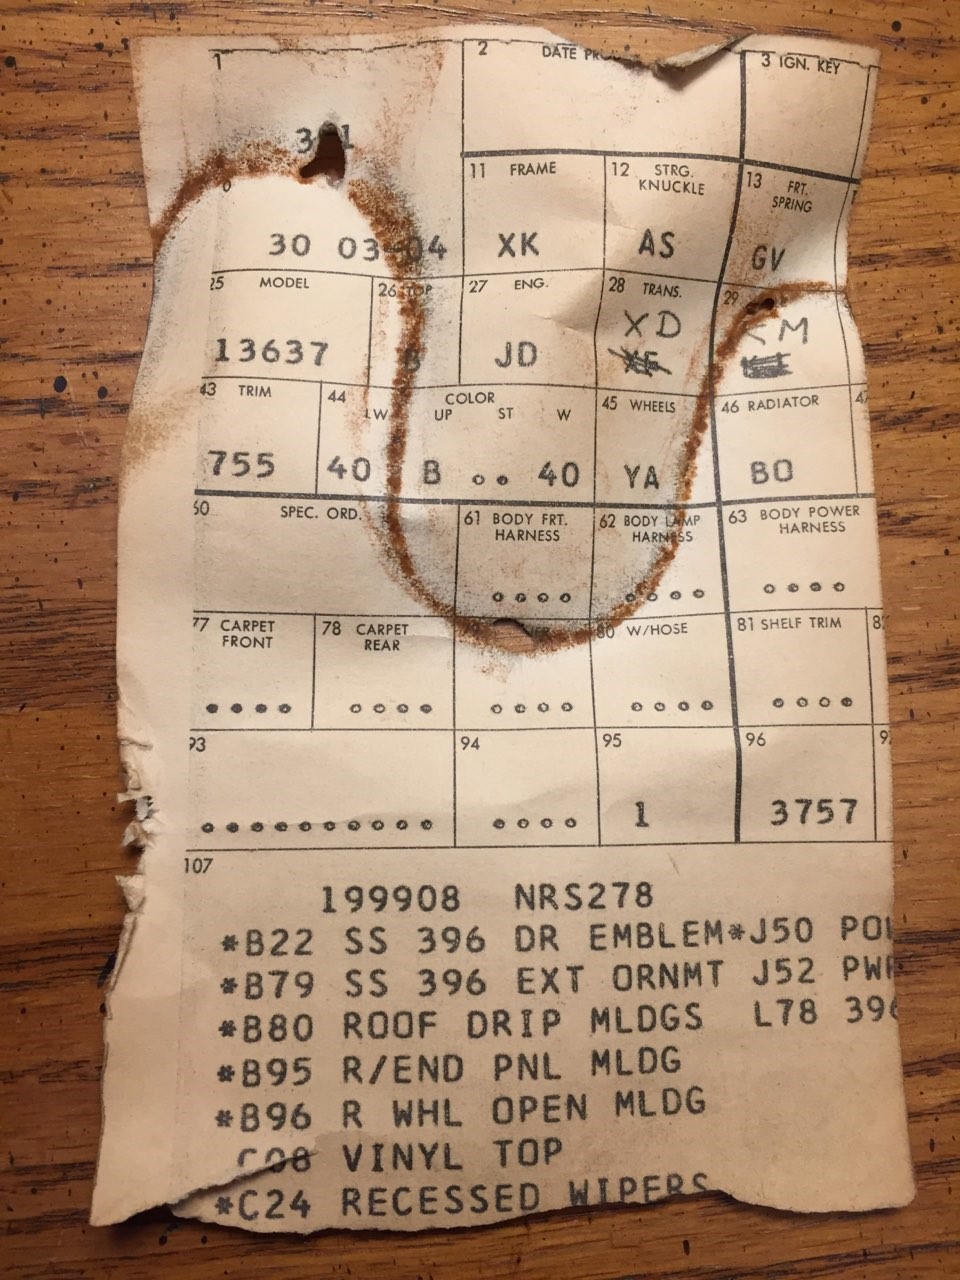 1
2 DATE
3 IGN. KEY
11 FRAME
12 STRG. KNUCKLE
13 FRT. SPRING
30 03 04
XK
AS
GV
25 MODEL
26 TOP
27 ENG.
28 TRANS.
29
XD
M
13637
B
JD
43 TRIM
44 COLOR
LW UP ST W
45 WHEELS
46 RADIATOR
47
755
40 B 40
YA
BO
60 SPEC. ORD.
61 BODY FRT. HARNESS
62 BODY LAMP HARNESS
63 BODY POWER HARNESS
77 CARPET FRONT
78 CARPET REAR
80 W/HOSE
81 SHELF TRIM
93
94
95
96
1
3757
107
199908 NRS278
*B22 SS 396 DR EMBLEM*J50
*B79 SS 396 EXT ORNMT J52 PWR
*B80 ROOF DRIP MLDGS L78 396
*B95 R/END PNL MLDG
*B96 R WHL OPEN MLDG
C08 VINYL TOP
*C24 RECESSED WIPERS